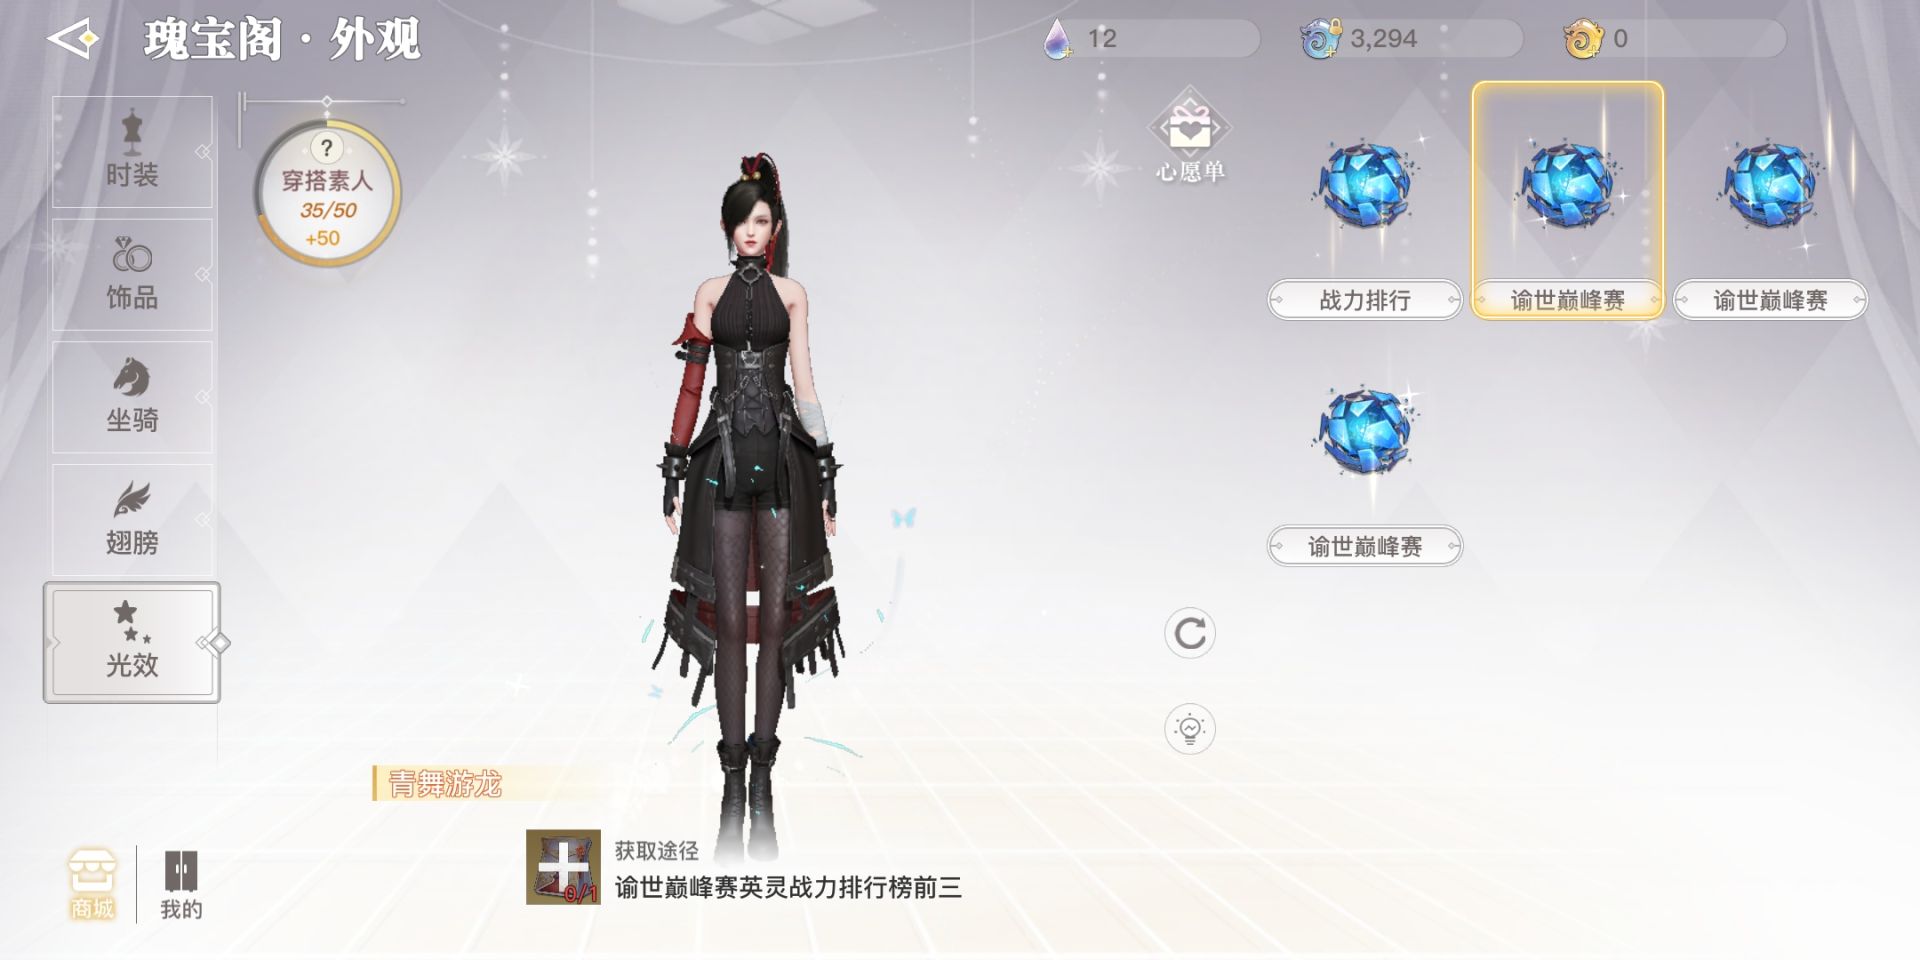 瑰宝阁·外观
12
3,294
0
时装
饰品
坐骑
翅膀
光效
?
穿搭素人
35/50
+50
心愿单
战力排行
谕世巅峰赛
谕世巅峰赛
谕世巅峰赛
青舞游龙
0/1
获取途径
谕世巅峰赛英灵战力排行榜前三
商城
我的